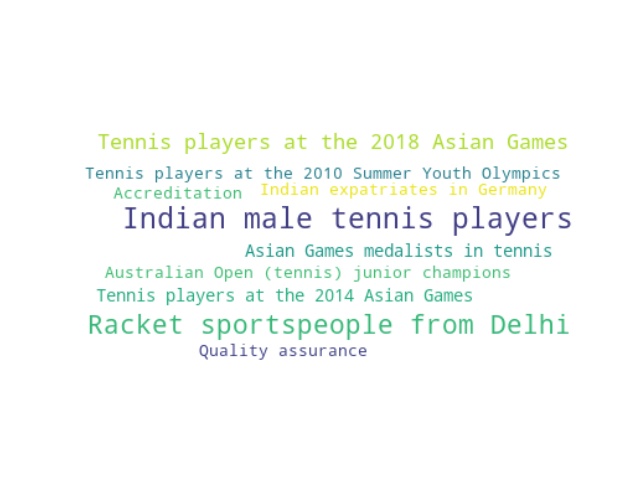 Tennis players at the 2018 Asian Games
Tennis players at the 2010 Summer Youth Olympics
Accreditation
Indian expatriates in Germany
Indian male tennis players
Asian Games medalists in tennis
Australian Open (tennis) junior champions
Tennis players at the 2014 Asian Games
Racket sportspeople from Delhi
Quality assurance